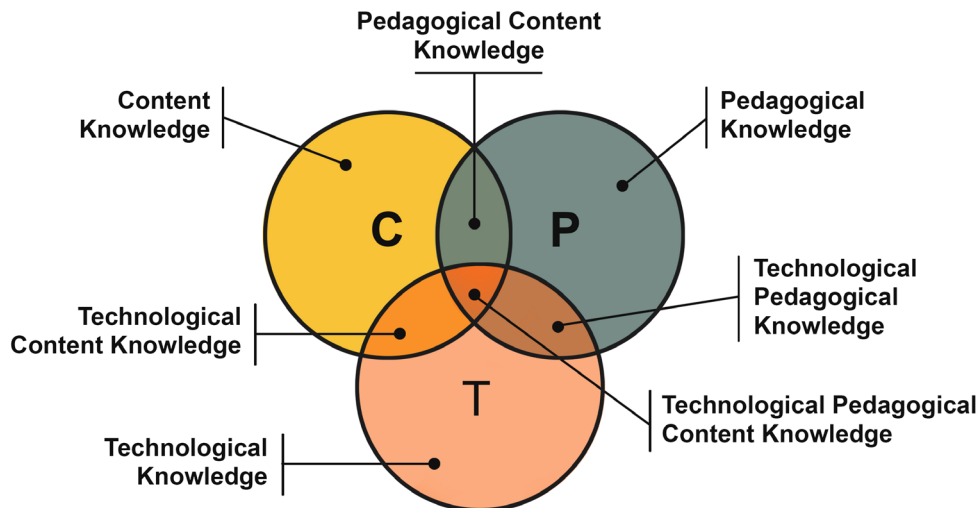 Pedagogical Content
Knowledge
Content
Knowledge
Pedagogical
Knowledge
C
P
Technological
Pedagogical
Knowledge
Technological
Content Knowledge
T
Technological Pedagogical
Content Knowledge
Technological
Knowledge